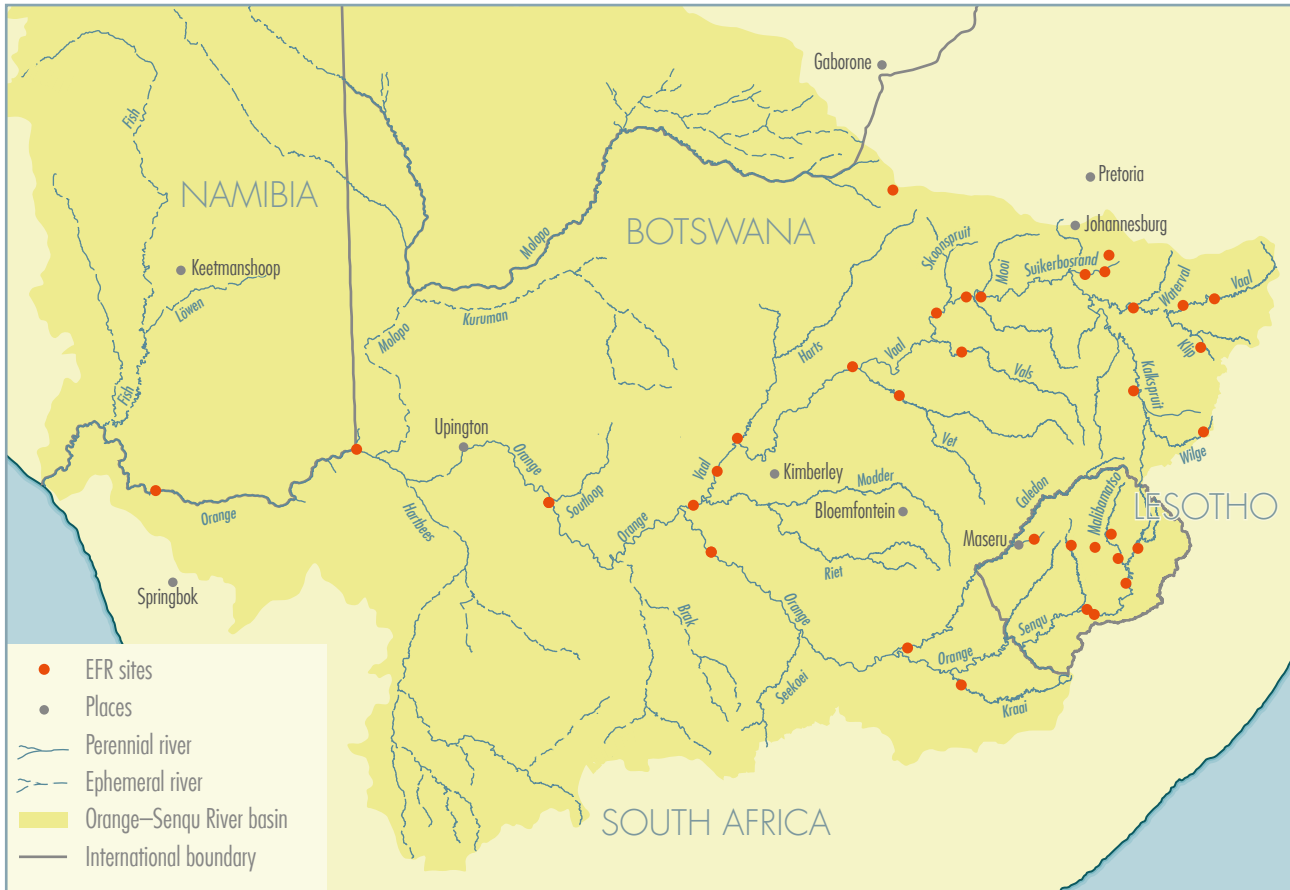 Gaborone
Fish
Pretoria
NAMIBIA
Johannesburg
BOTSWANA
Skoonspruit
Mooi
Suikerbosrand
Molopo
Waterval
Vaal
Keetmanshoop
Löwen
Kuruman
Molopo
Harts
Vaal
Klip
Vals
Kalkspruit
Fish
Upington
Vet
Wilge
Orange
Soutloop
Vaal
Kimberley
Modder
Caledon
Malibamatso
LESOTHO
Orange
Hartbees
Orange
Bloemfontein
Maseru
Riet
Springbok
Brak
Orange
Senqu
Orange
Seekoei
Kraai
SOUTH AFRICA
EFR sites
Places
Perennial river
Ephemeral river
Orange–Senqu River basin
International boundary